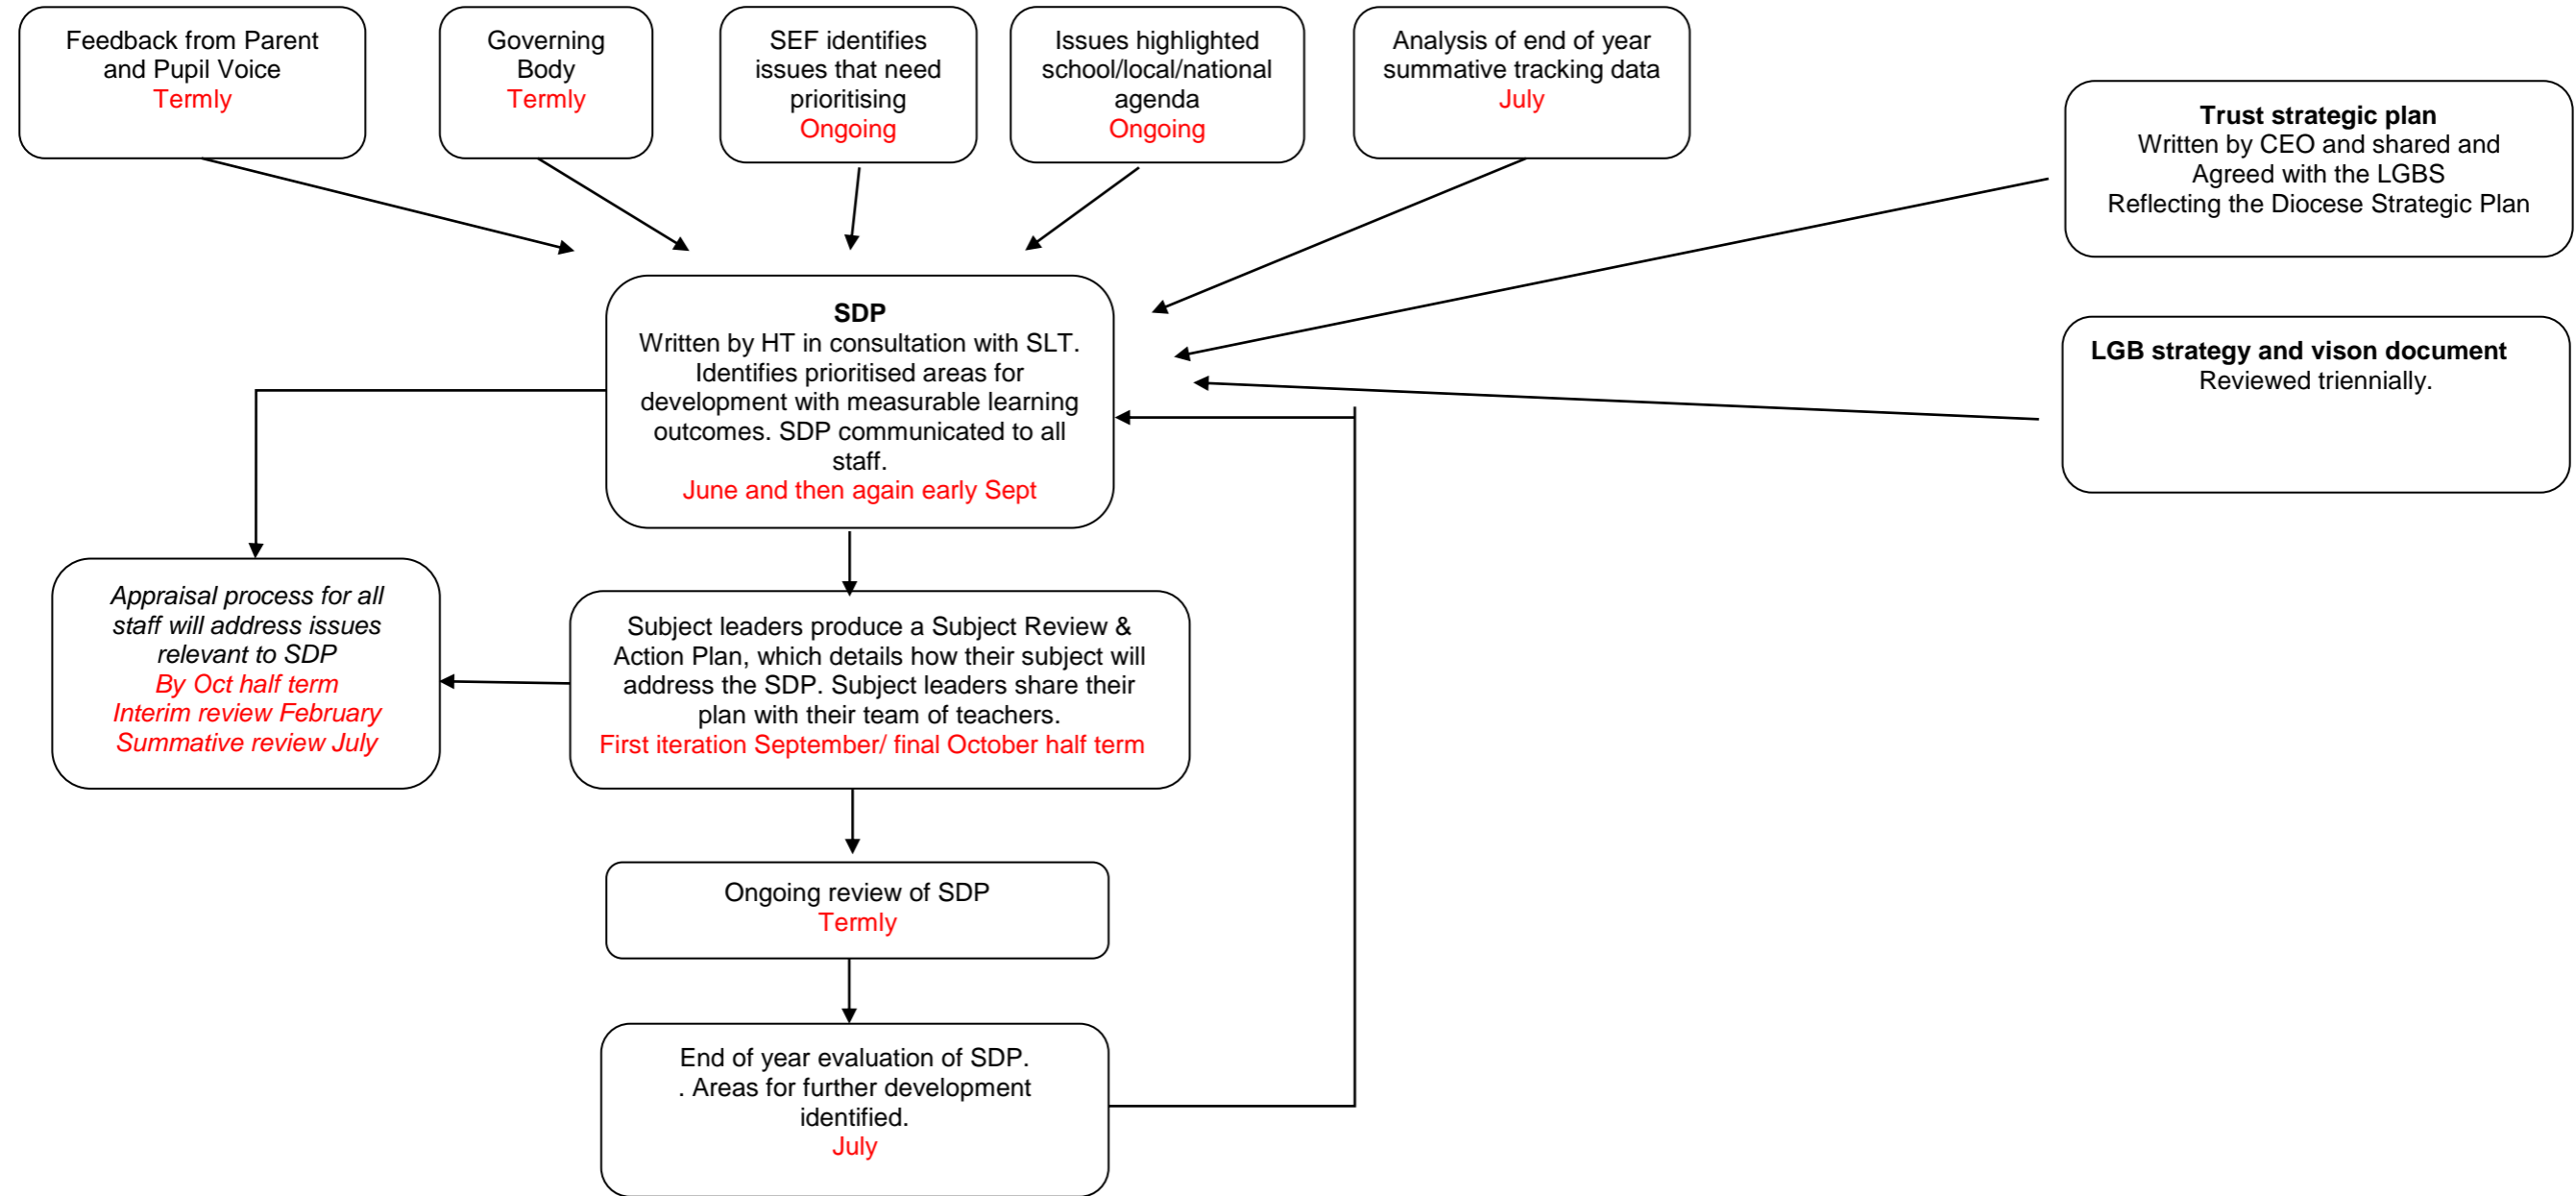 Feedback from Parent
and Pupil Voice
Termly
Governing
Body
Termly
SEF identifies
issues that need
prioritising
Ongoing
Issues highlighted
school/local/national
agenda
Ongoing
Analysis of end of year
summative tracking data
July
Trust strategic plan
Written by CEO and shared and
Agreed with the LGBS
Reflecting the Diocese Strategic Plan
LGB strategy and vison document
Reviewed triennially.
SDP
Written by HT in consultation with SLT.
Identifies prioritised areas for
development with measurable learning
outcomes. SDP communicated to all
staff.
June and then again early Sept
Appraisal process for all
staff will address issues
relevant to SDP
By Oct half term
Interim review February
Summative review July
Subject leaders produce a Subject Review &
Action Plan, which details how their subject will
address the SDP. Subject leaders share their
plan with their team of teachers.
First iteration September/ final October half term
Ongoing review of SDP
Termly
End of year evaluation of SDP.
. Areas for further development
identified.
July